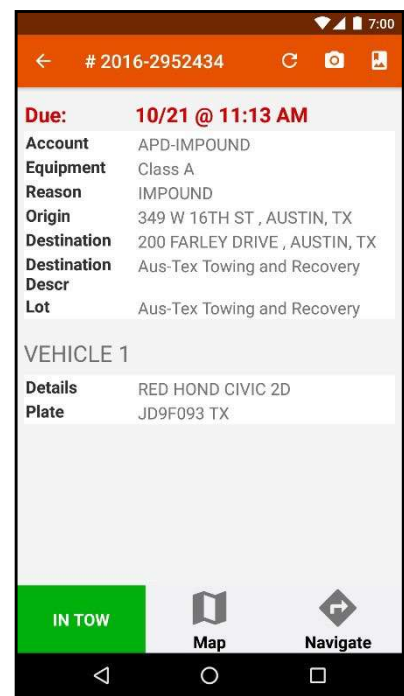 7:00
# 2016-2952434
Due: 10/21 @ 11:13 AM
Account APD-IMPOUND
Equipment Class A
Reason IMPOUND
Origin 349 W 16TH ST , AUSTIN, TX
Destination 200 FARLEY DRIVE , AUSTIN, TX
Destination Aus-Tex Towing and Recovery
Descr
Lot Aus-Tex Towing and Recovery
VEHICLE 1
Details RED HOND CIVIC 2D
Plate JD9F093 TX
IN TOW
Map
Navigate